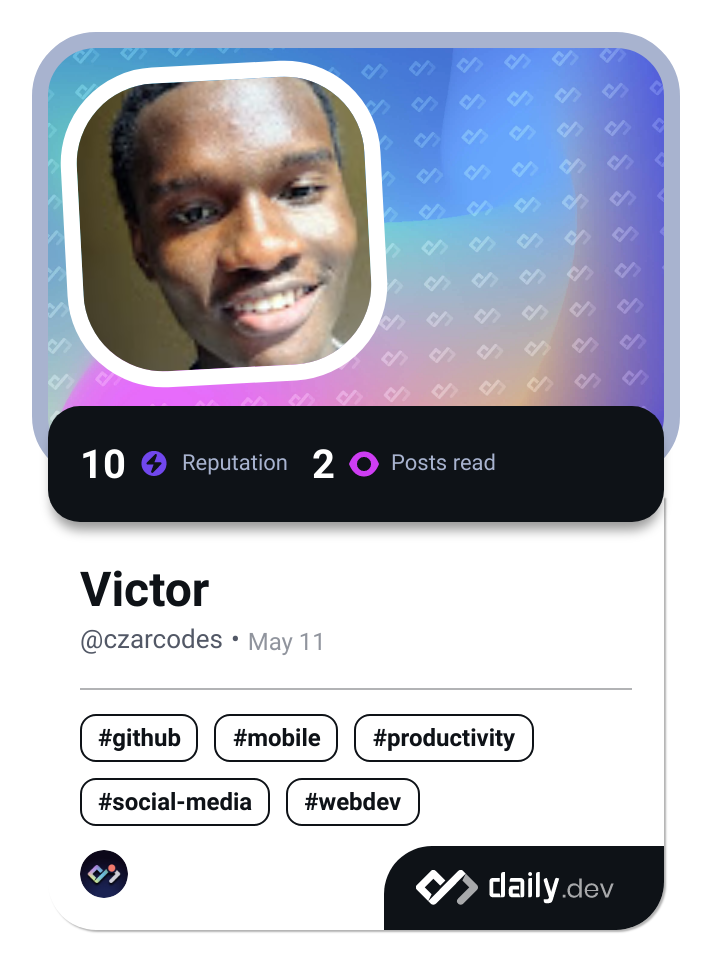 10 Reputation 2 Posts read
Victor
@czarcodes • May 11
#github #mobile #productivity
#social-media #webdev
daily.dev